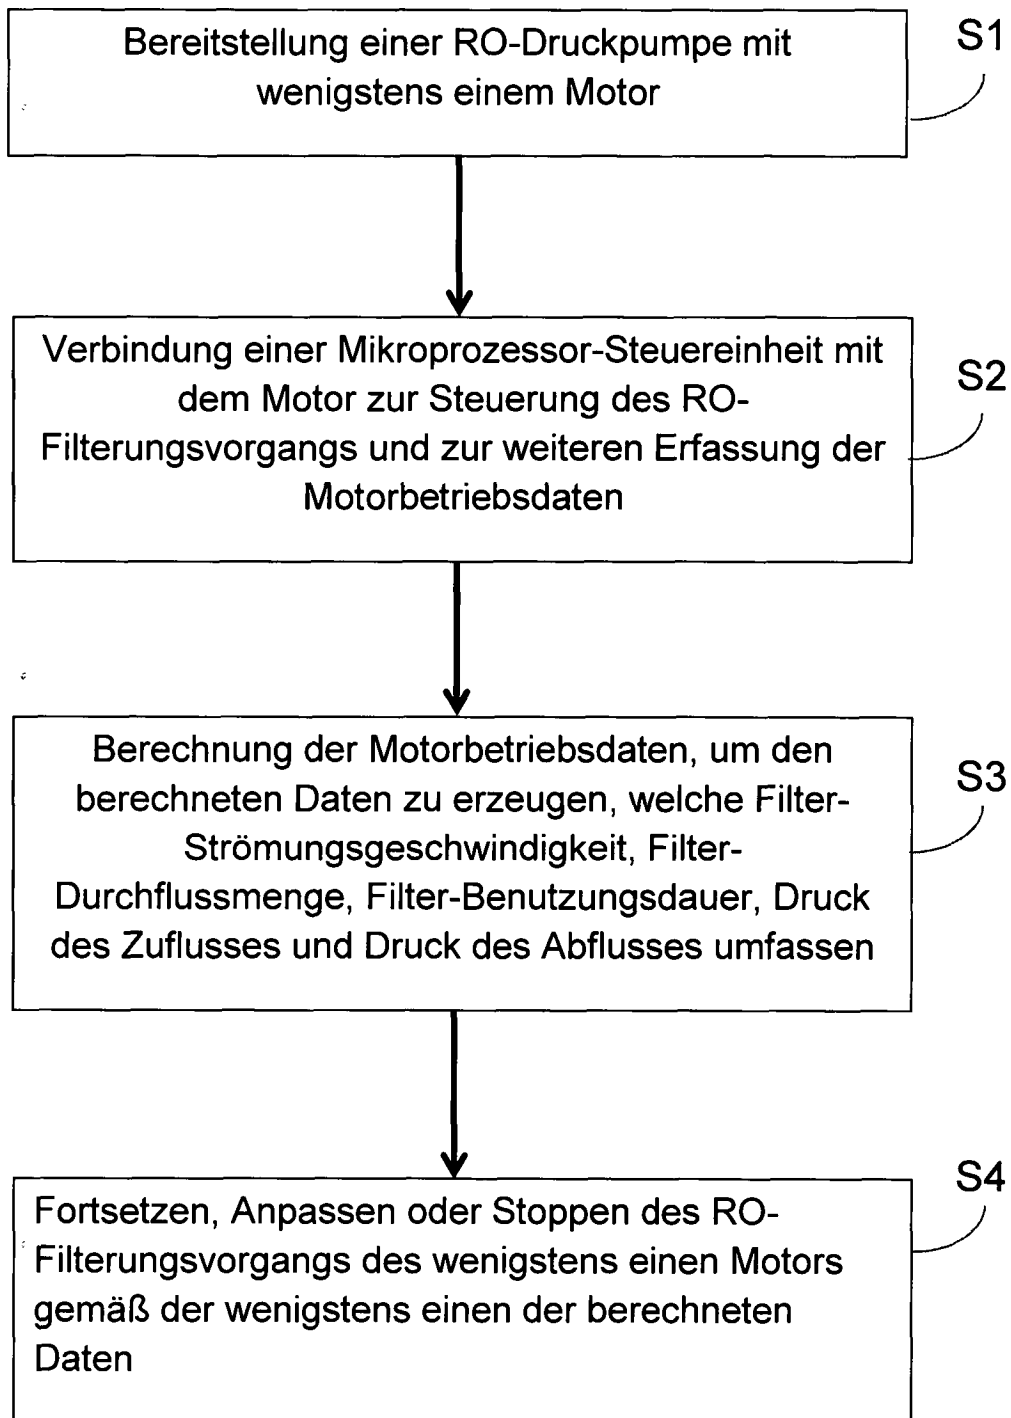 Bereitstellung einer RO-Druckpumpe mit
wenigstens einem Motor
S1
Verbindung einer Mikroprozessor-Steuereinheit mit
dem Motor zur Steuerung des RO-
Filterungsvorgangs und zur weiteren Erfassung der
Motorbetriebsdaten
S2
Berechnung der Motorbetriebsdaten, um den
berechneten Daten zu erzeugen, welche Filter-
Strömungsgeschwindigkeit, Filter-
Durchflussmenge, Filter-Benutzungsdauer, Druck
des Zuflusses und Druck des Abflusses umfassen
S3
Fortsetzen, Anpassen oder Stoppen des RO-
Filterungsvorgangs des wenigstens einen Motors
gemäß der wenigstens einen der berechneten
Daten
S4